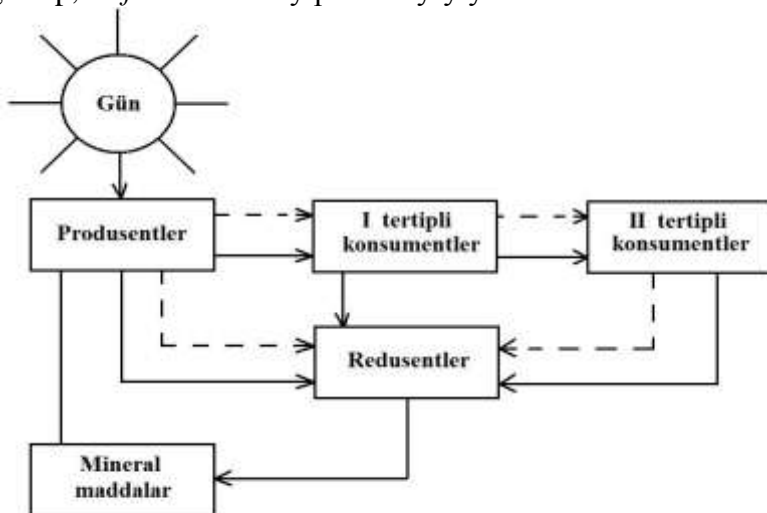 Gün
Produsentler
I tertipli
konsumentler
II tertipli
konsumentler
Redusentler
Mineral
maddalar